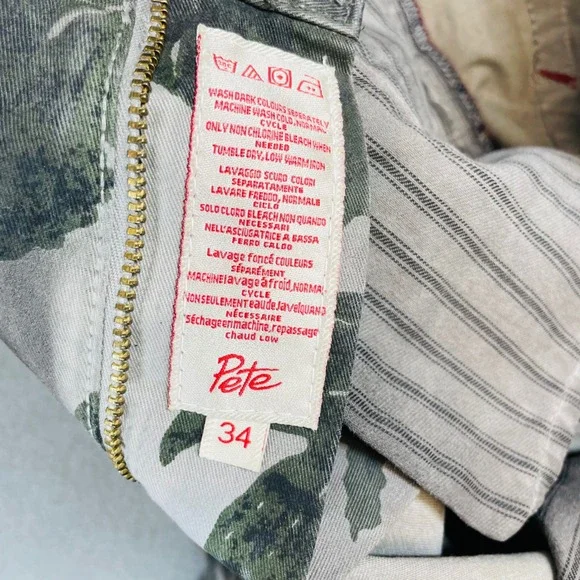 WASH DARK COLOURS SEPERATELY
MACHINE WASH COLD, NORMAL
CYCLE
ONLY NON CHLORINE BLEACH WHEN
NEEDED
TUMBLE DRY, LOW WARM IRON
LAVAGGIO SCURO COLORI
SEPARATAMENTE
LAVARE FREDDO, NORMALE
CICLO
SOLO CLORO BLEACH NON QUANDO
NECESSARI
NELL'ASCIUGATRICE A BASSA
FERRO CALDO
Lavage foncé COULEURS
SÉPARÉMENT
MACHINE lavage à froid, NORMAL
CYCLE
NON SEULEMENT eau de Javel QUAND
NÉCESSAIRE
séchage en machine, repassage
chaud LOW
Pete
34